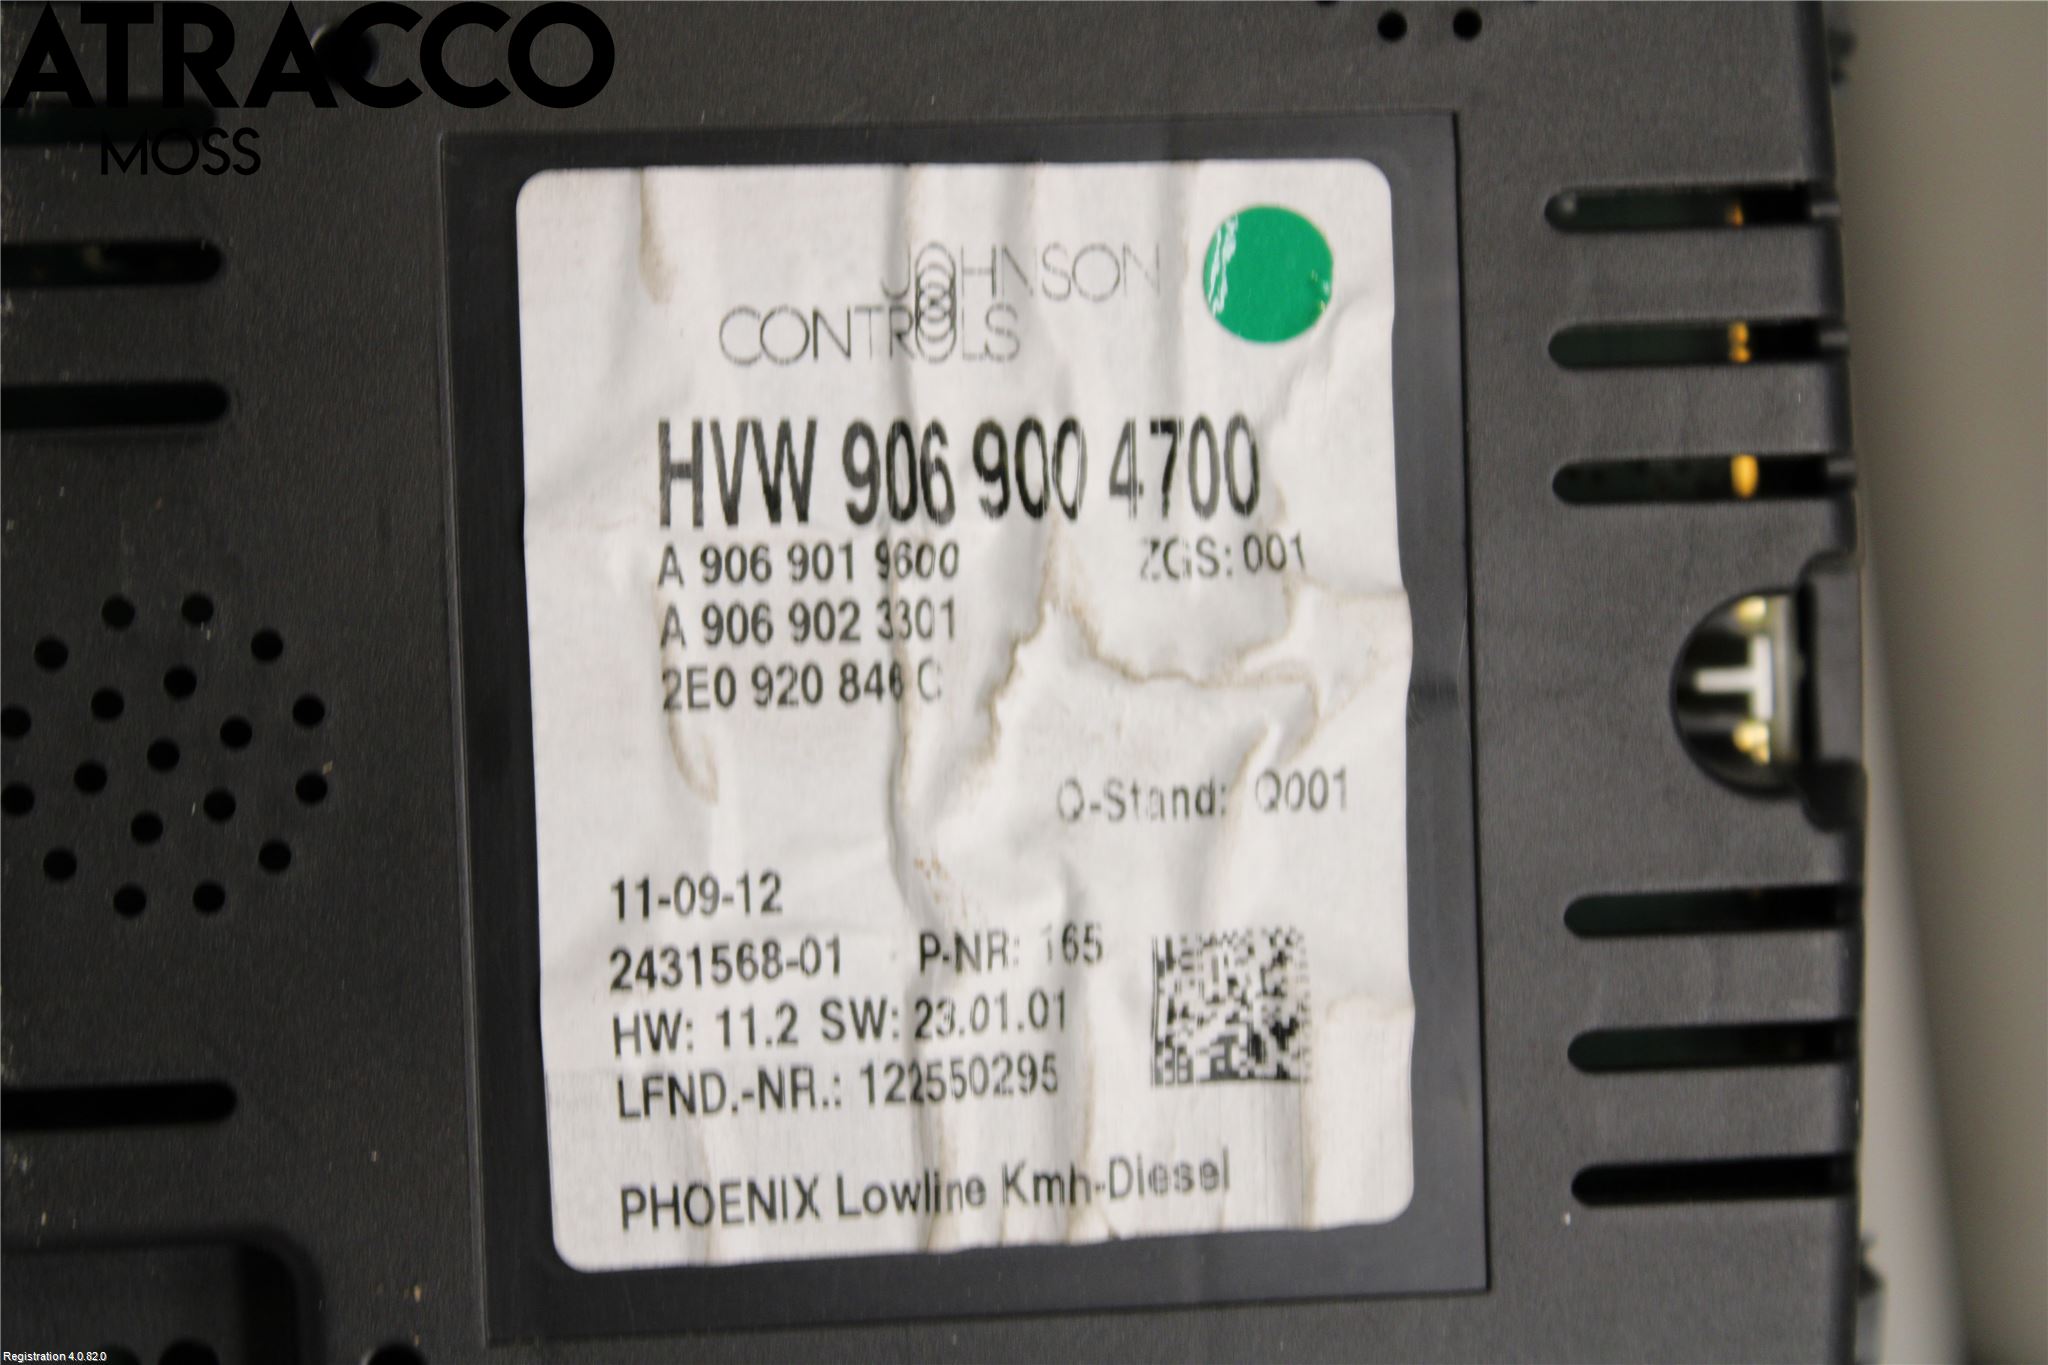 ATRACCO
MOSS
JOHNSON
CONTROLS
HVW 906 900 4700
A 906 901 9600 ZGS: 001
A 906 902 3301
2E0 920 846 C
Q-Stand: Q001
11-09-12
2431568-01 P-NR: 165
HW: 11.2 SW: 23.01.01
LFND.-NR.: 122550295
PHOENIX Lowline Kmh-Diesel
Registration 4.0.82.0